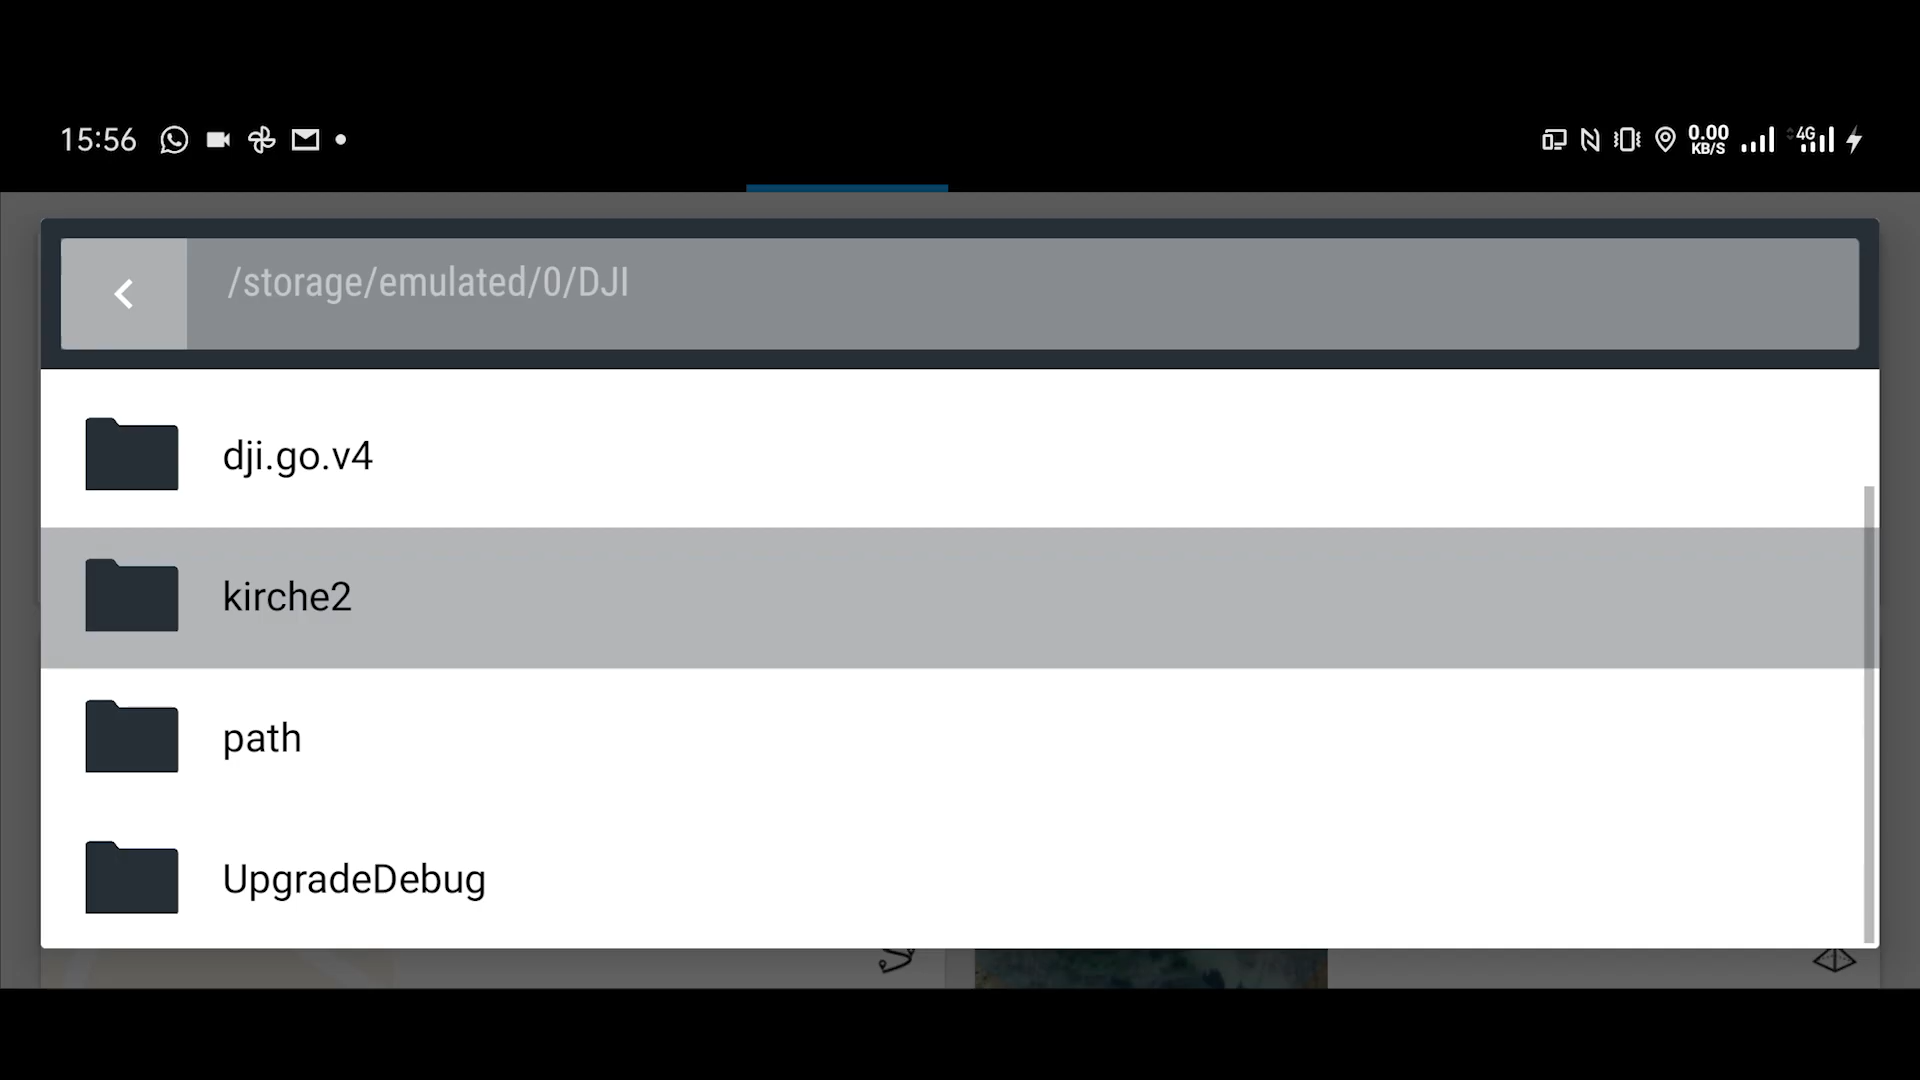 15:56
0.00
KB/S
4G
/storage/emulated/0/DJI
dji.go.v4
kirche2
path
UpgradeDebug